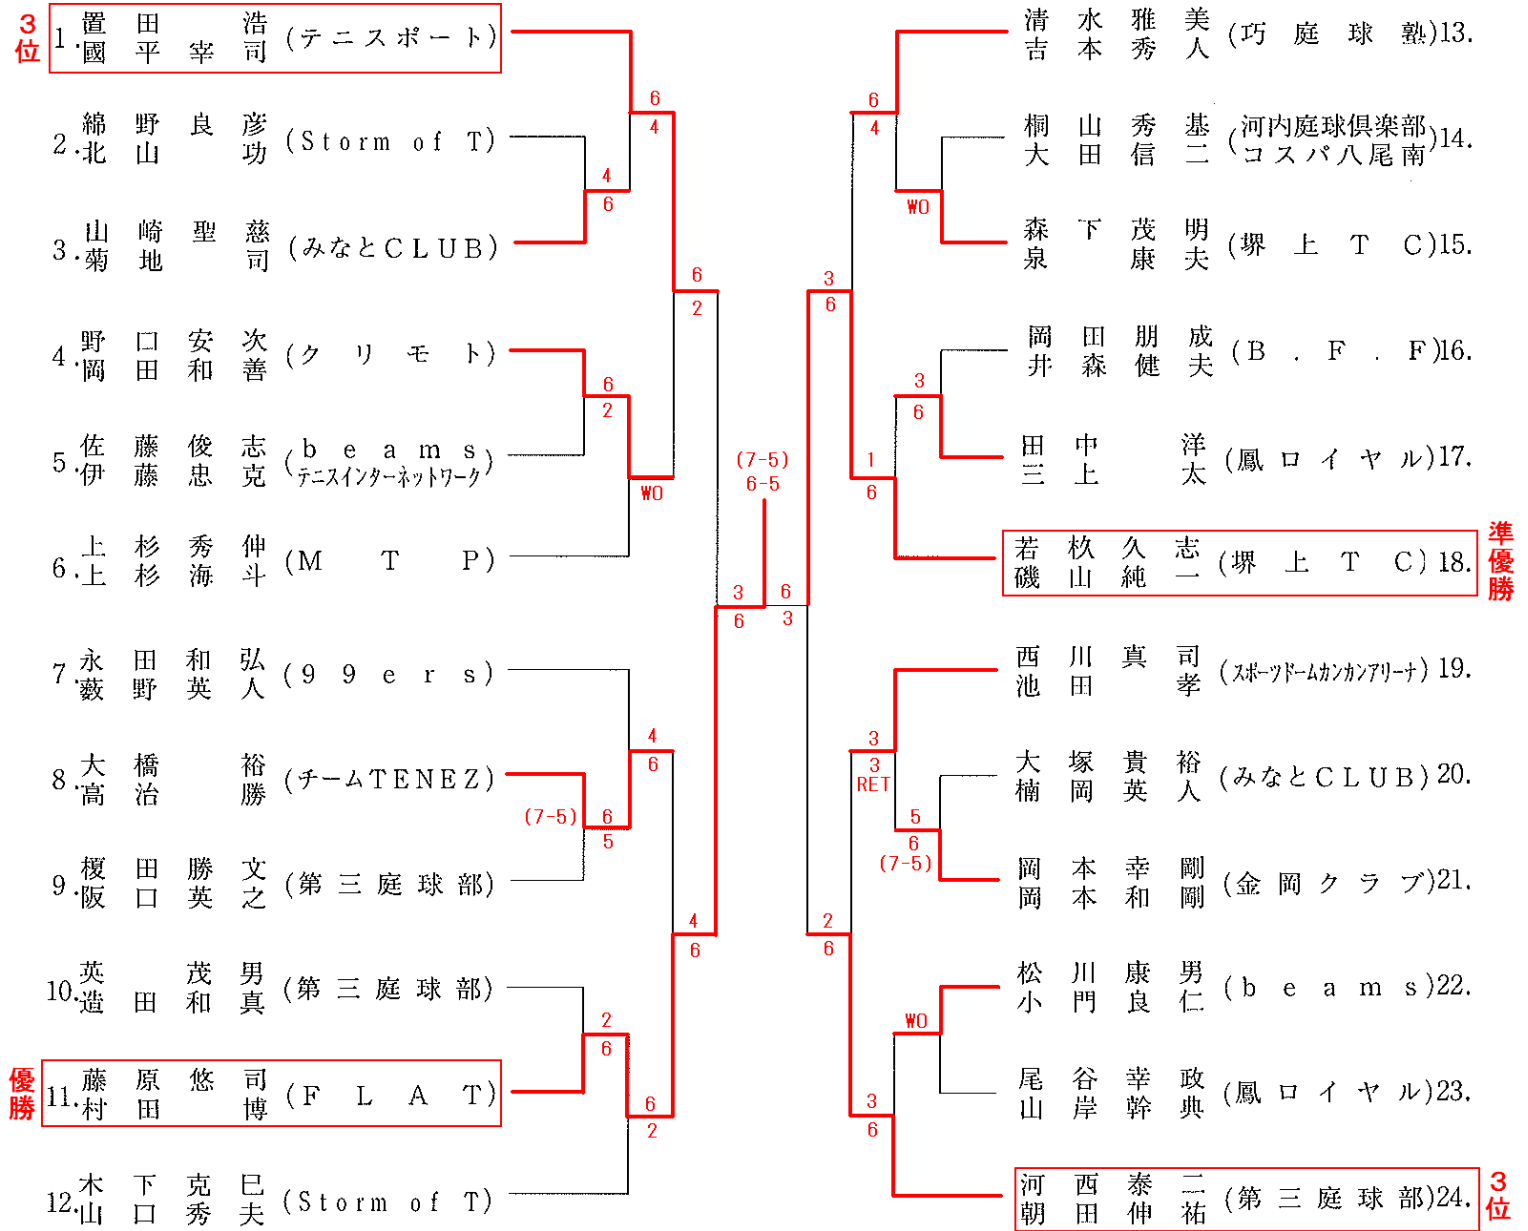 3位
1. 置田 浩 (テニスポート)
國平宰司
2. 綿野良彦 (Storm of T)
北山 功
3. 山崎聖慈 (みなとCLUB)
菊地 司
4. 野口安次 (クリモト)
岡田和善
5. 佐藤俊志 (beams
伊藤忠克 テニスインターネットワーク)
6. 上杉秀伸 (MTP)
上杉海斗
7. 永田和弘 (99ers)
薮野英人
8. 大橋 裕 (チームTENEZ)
高治 勝
9. 榎田勝文 (第三庭球部)
阪口英之
10. 英 茂男 (第三庭球部)
造田和真
優勝
11. 藤原悠司 (FLAT)
村田 博
12. 木下克巳 (Storm of T)
山口秀夫
6
4
4
6
6
2
6
2
WO
4
6
(7-5) 6
5
4
6
2
6
6
2
3
6
(7-5)
6-5
6
3
6
4
WO
3
6
3
6
1
6
3
3
RET
5
6
(7-5)
2
6
WO
3
6
清水雅美 (巧庭球塾) 13.
吉本秀人
桐山秀基 (河内庭球倶楽部
大田信二 コスパ八尾南) 14.
森下茂明 (堺上TC) 15.
泉 康夫
岡田朋成 (B.F.F) 16.
井森健夫
田中 洋 (鳳ロイヤル) 17.
三上 太
若杦久志 (堺上TC) 18.
磯山純一
準優勝
西川真司 (スポーツドームカンカンアリーナ) 19.
池田 孝
大塚貴裕 (みなとCLUB) 20.
楠岡英人
岡本幸剛 (金岡クラブ) 21.
岡本和剛
松川康男 (beams) 22.
小門良仁
尾谷幸政 (鳳ロイヤル) 23.
山岸幹典
河西泰二 (第三庭球部) 24.
朝田伸祐
3位